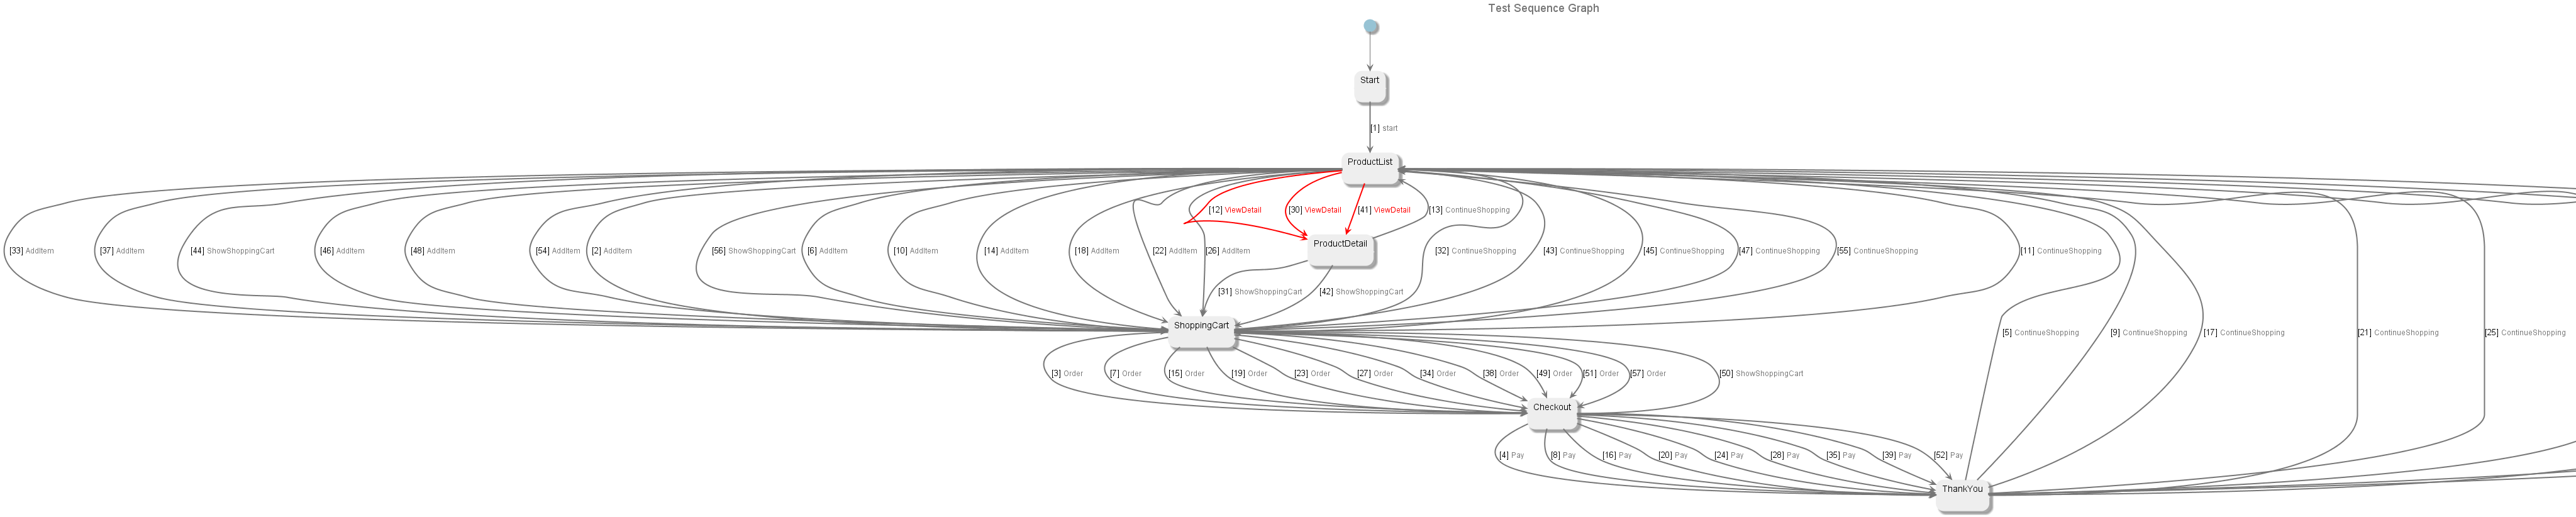 Test Sequence Graph
Start
[1] start
ProductList
[12] ViewDetail
[30] ViewDetail
[41] ViewDetail
[13] ContinueShopping
[33] AddItem
[37] AddItem
[44] ShowShoppingCart
[46] AddItem
[48] AddItem
[54] AddItem
[2] AddItem
[56] ShowShoppingCart
[6] AddItem
[10] AddItem
[14] AddItem
[18] AddItem
[22] AddItem
[26] AddItem
ProductDetail
[32] ContinueShopping
[43] ContinueShopping
[45] ContinueShopping
[47] ContinueShopping
[55] ContinueShopping
[11] ContinueShopping
[31] ShowShoppingCart
[42] ShowShoppingCart
ShoppingCart
[5] ContinueShopping
[9] ContinueShopping
[17] ContinueShopping
[21] ContinueShopping
[25] ContinueShopping
[3] Order
[7] Order
[15] Order
[19] Order
[23] Order
[27] Order
[34] Order
[38] Order
[49] Order
[51] Order
[57] Order
[50] ShowShoppingCart
Checkout
[4] Pay
[8] Pay
[16] Pay
[20] Pay
[24] Pay
[28] Pay
[35] Pay
[39] Pay
[52] Pay
ThankYou